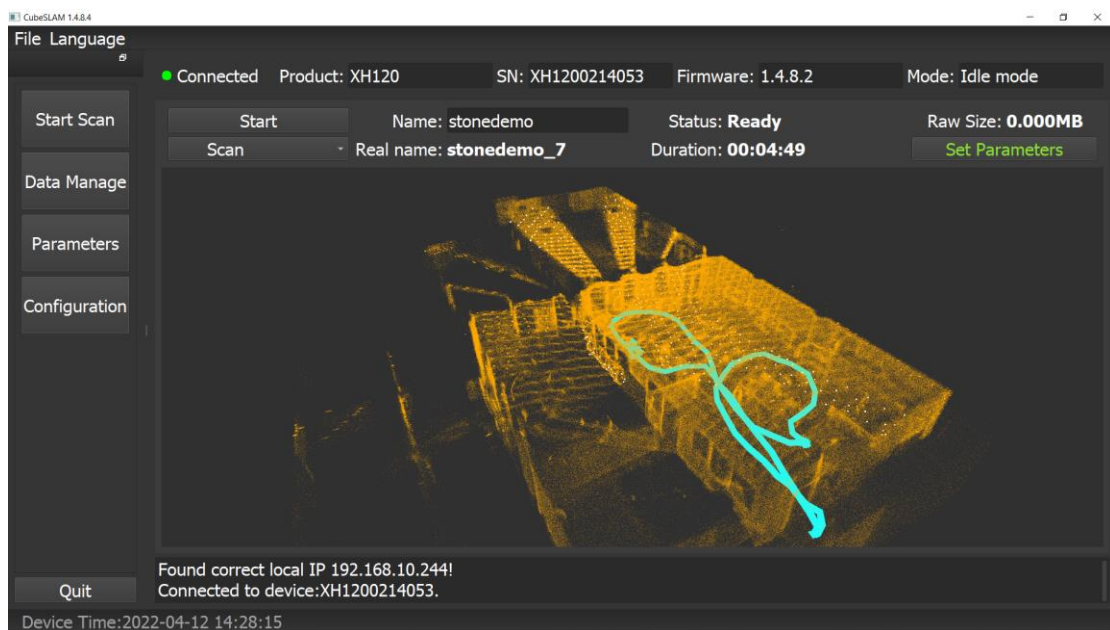 CubeSLAM 1.4.8.4
File Language
Connected Product: XH120 SN: XH1200214053 Firmware: 1.4.8.2 Mode: Idle mode
Start Scan
Data Manage
Parameters
Configuration
Start Name: stonedemo Status: Ready Raw Size: 0.000MB
Scan Real name: stonedemo_7 Duration: 00:04:49 Set Parameters
Found correct local IP 192.168.10.244!
Connected to device:XH1200214053.
Quit
Device Time:2022-04-12 14:28:15